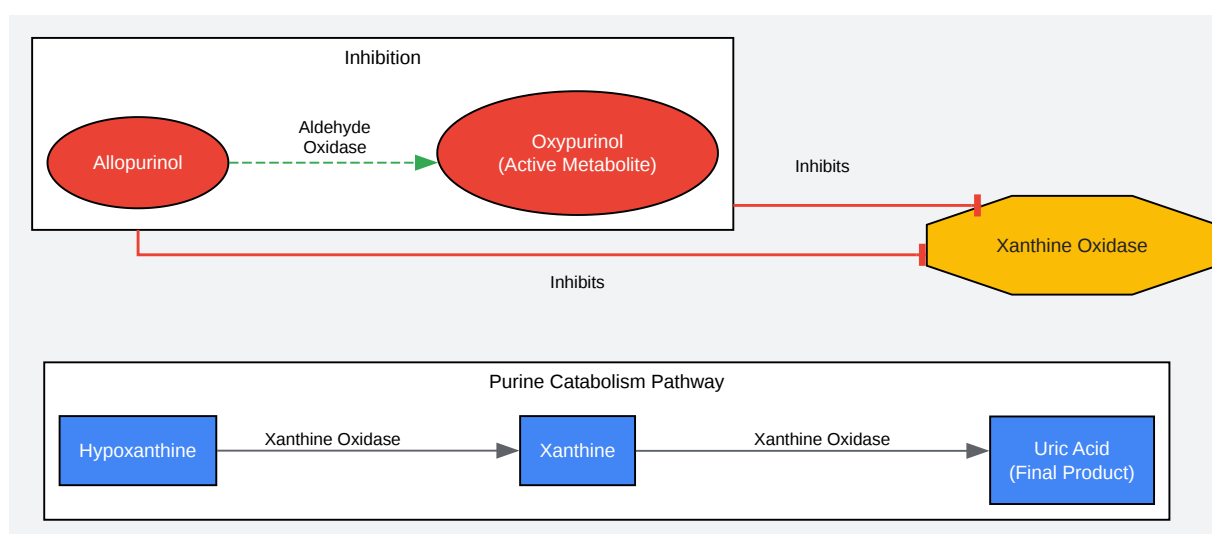 Inhibition
Aldehyde
Oxidase
Allopurinol
Oxypurinol
(Active Metabolite)
Inhibits
Xanthine Oxidase
Inhibits
Purine Catabolism Pathway
Hypoxanthine
Xanthine Oxidase
Xanthine
Xanthine Oxidase
Uric Acid
(Final Product)